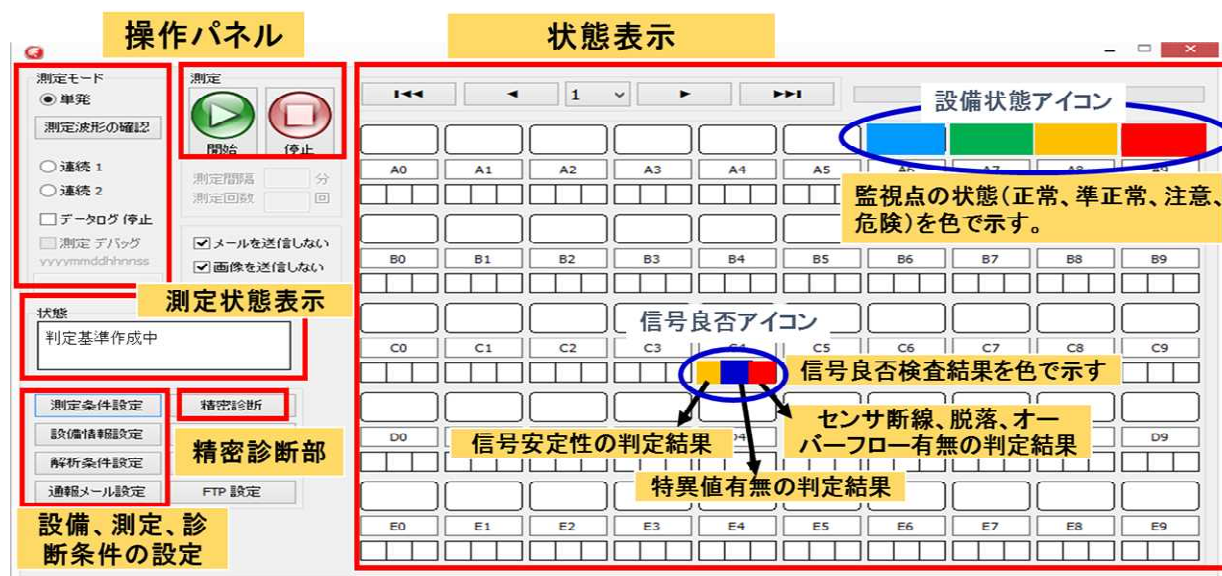 操作パネル
状態表示
測定モード
単発
測定波形の確認
連続 1
連続 2
データログ 停止
測定 デバッグ
yyyymmddhhnnss
測定
開始
停止
測定間隔 分
測定回数 回
メールを送信しない
画像を送信しない
測定状態表示
状態
判定基準作成中
測定条件設定
精密診断
設備情報設定
解析条件設定
精密診断部
通報メール設定
FTP 設定
設備、測定、診
断条件の設定
1
設備状態アイコン
A0 A1 A2 A3 A4 A5 A6 A7 A8 A9
監視点の状態(正常、準正常、注意、
危険)を色で示す。
B0 B1 B2 B3 B4 B5 B6 B7 B8 B9
信号良否アイコン
C0 C1 C2 C3 C4 C5 C6 C7 C8 C9
信号良否検査結果を色で示す
センサ断線、脱落、オー
バーフロー有無の判定結果
D0 D4 D9
信号安定性の判定結果
特異値有無の判定結果
E0 E1 E2 E3 E4 E5 E6 E7 E8 E9